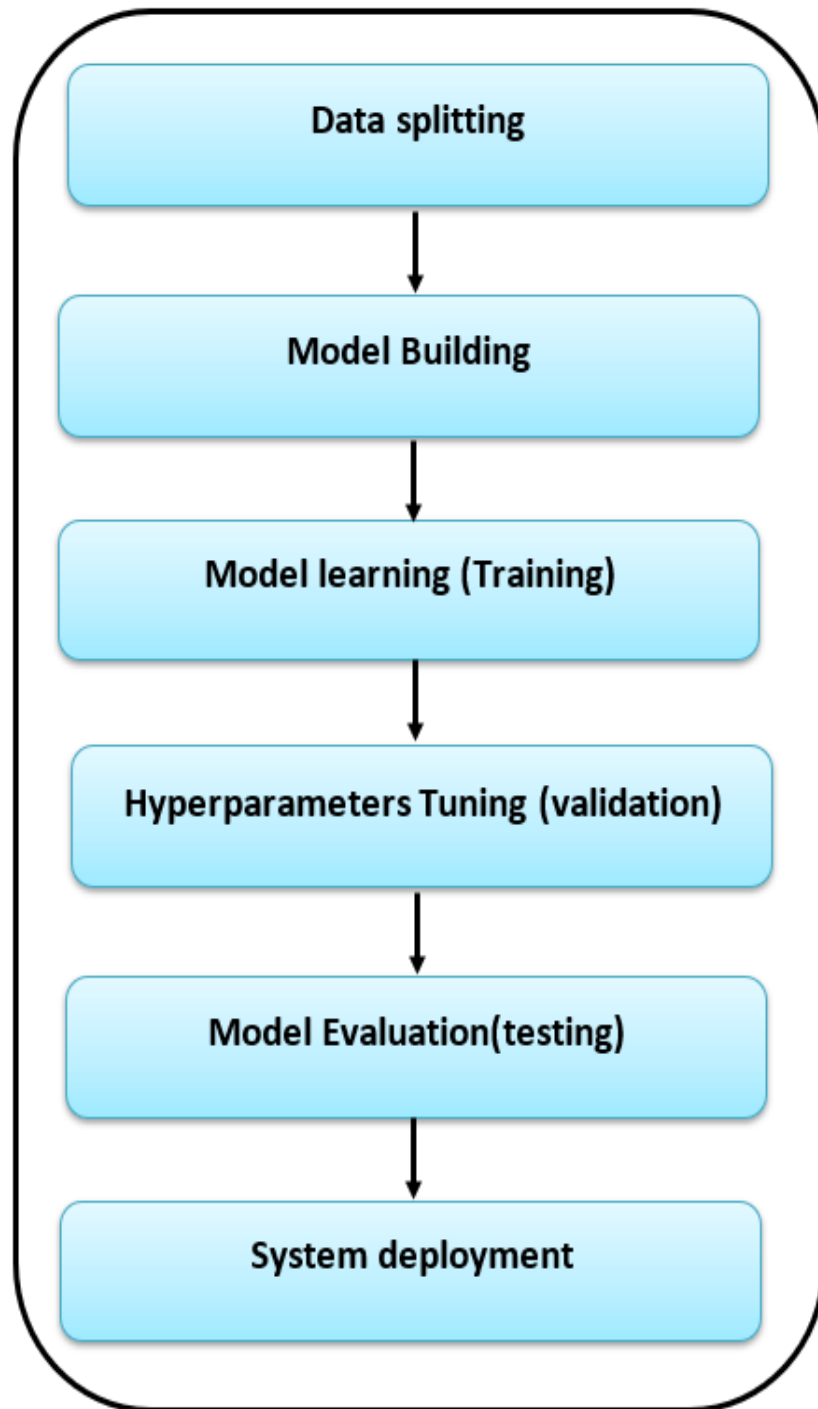 Data splitting
Model Building
Model learning (Training)
Hyperparameters Tuning (validation)
Model Evaluation(testing)
System deployment